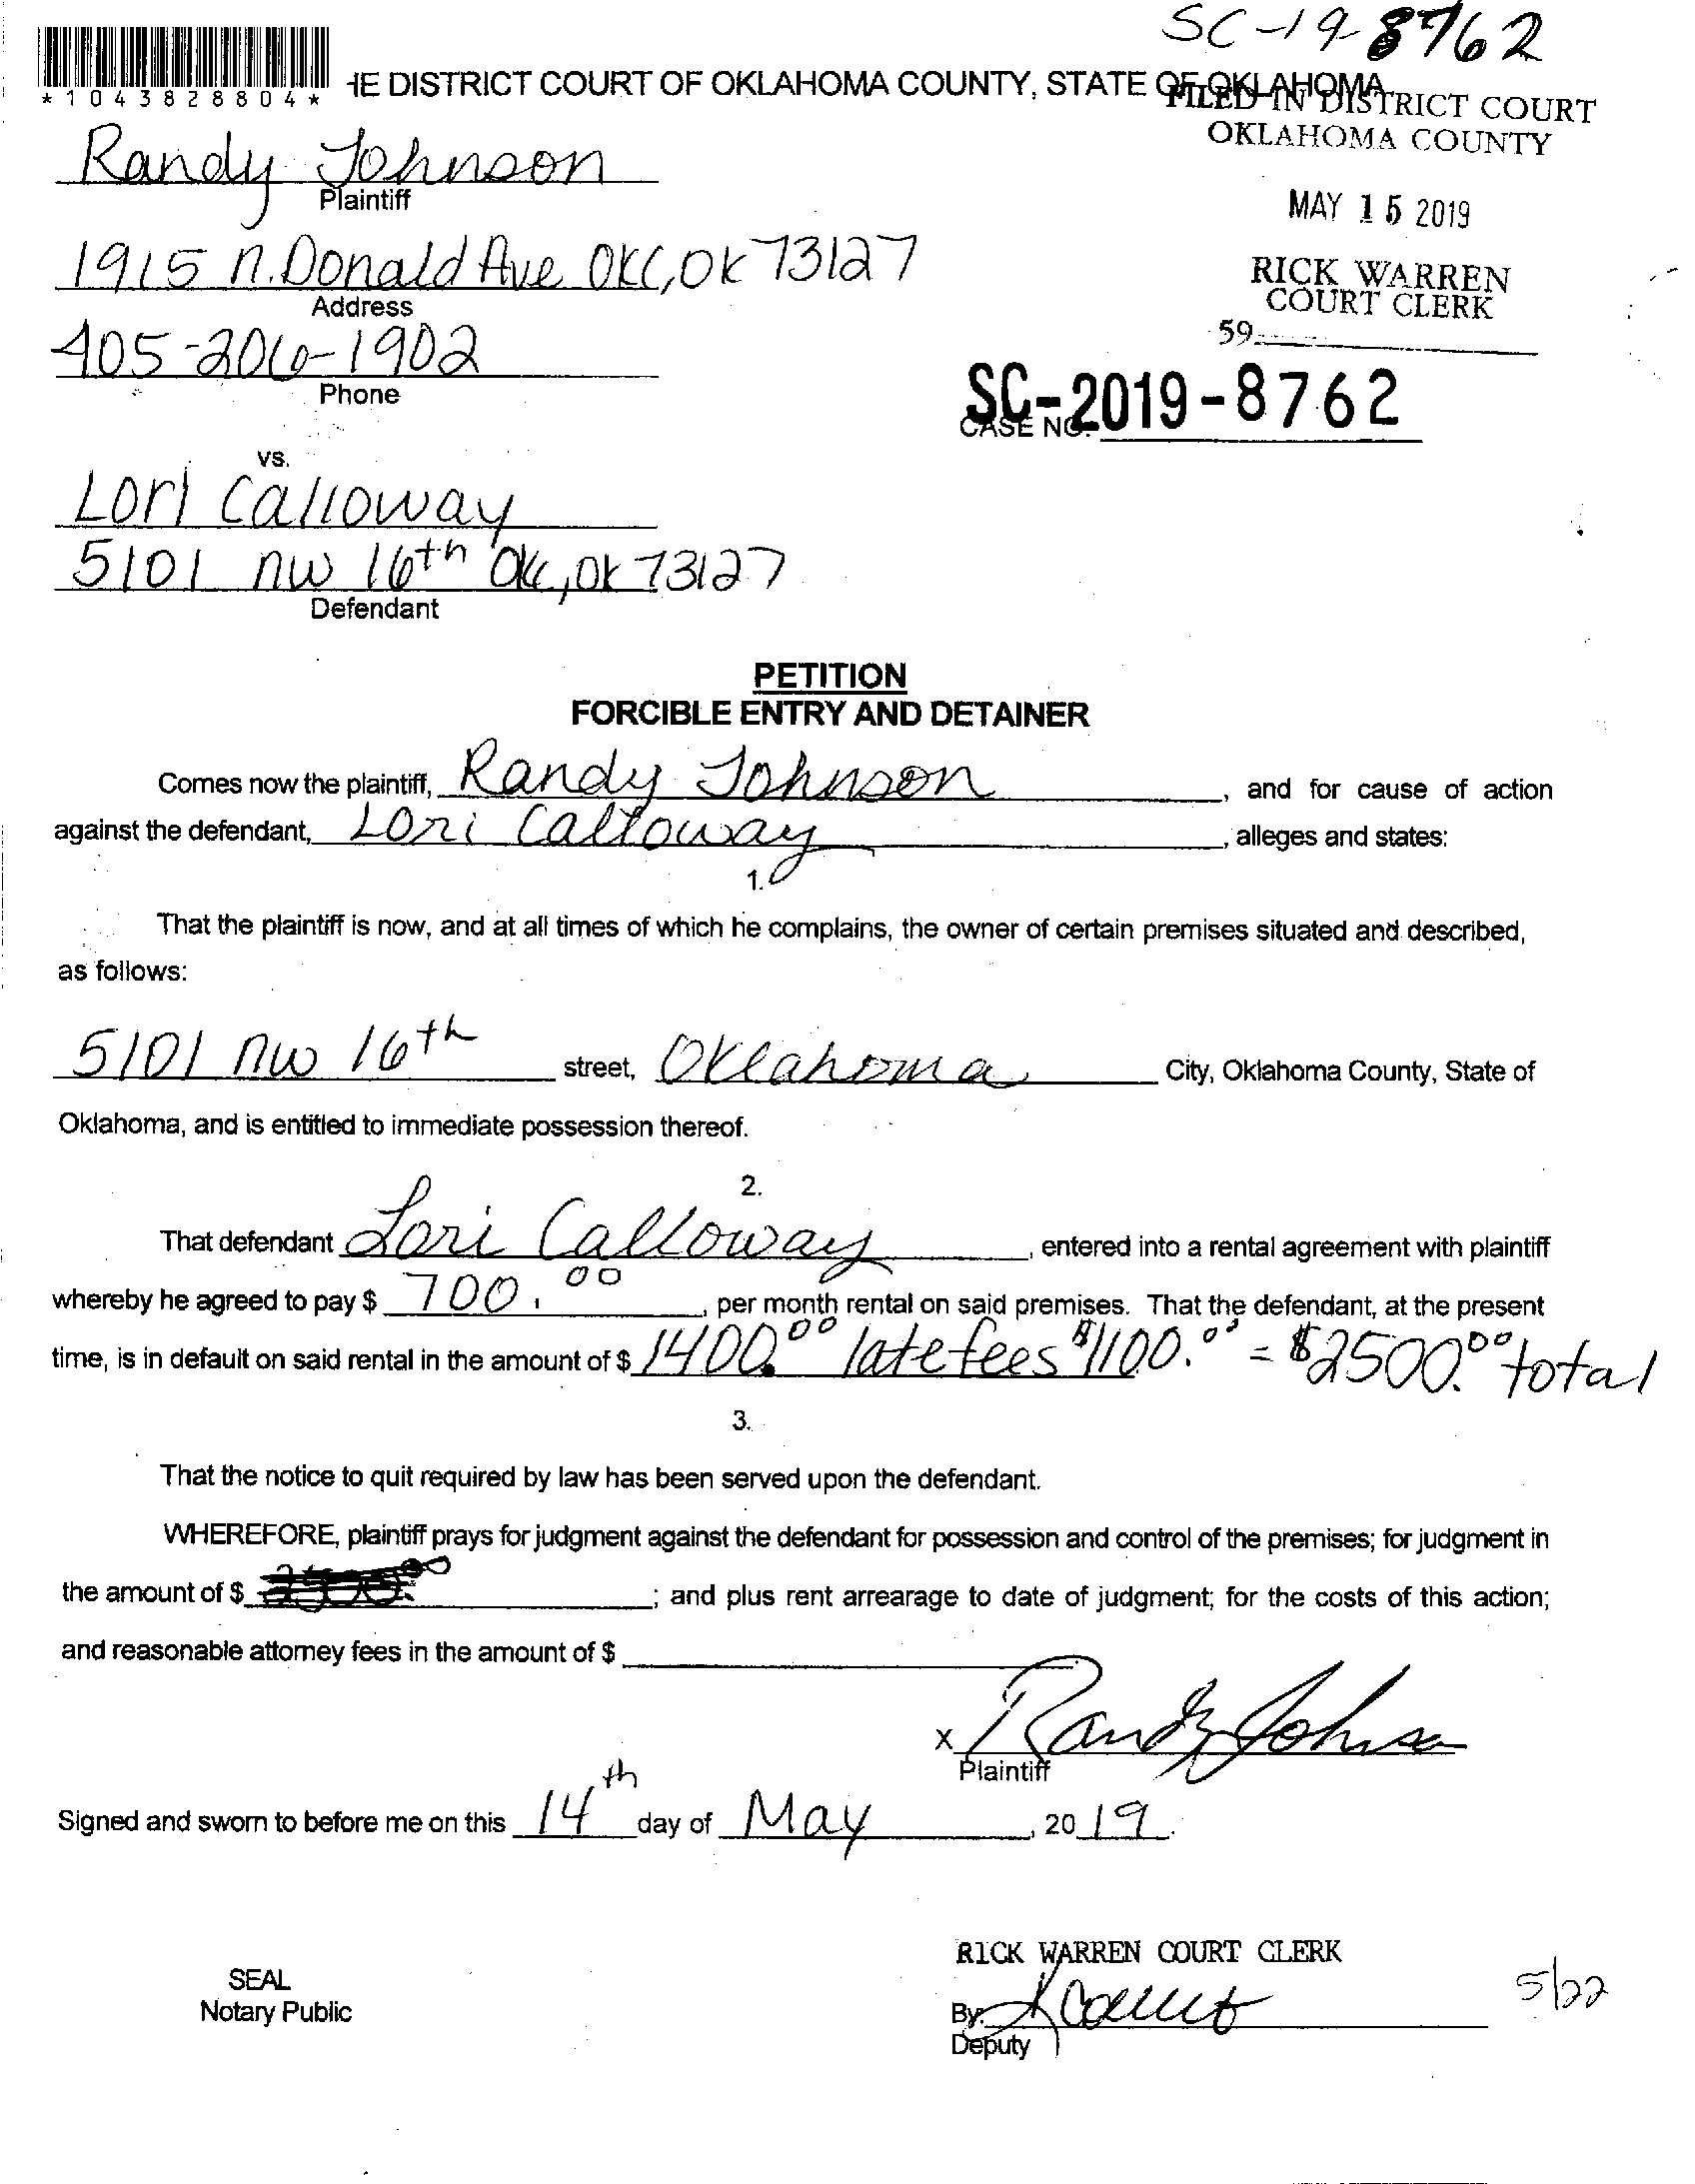 SC-19-8762
*1043828804*
HE DISTRICT COURT OF OKLAHOMA COUNTY, STATE OF OKLAHOMA
FILED IN DISTRICT COURT
OKLAHOMA COUNTY
Randy Johnson
Plaintiff
MAY 15 2019
1915 N. Donald Ave OKC, OK 73127
Address
RICK WARREN
COURT CLERK
59
405-206-1902
Phone
SC-2019-8762
CASE NO.
vs.
Lori Calloway
5101 NW 16th OKC, OK 73127
Defendant
PETITION
FORCIBLE ENTRY AND DETAINER
Comes now the plaintiff, Randy Johnson, and for cause of action
against the defendant, Lori Calloway, alleges and states:
1.
That the plaintiff is now, and at all times of which he complains, the owner of certain premises situated and described,
as follows:
5101 NW 16th street, Oklahoma City, Oklahoma County, State of
Oklahoma, and is entitled to immediate possession thereof.
2.
That defendant Lori Calloway, entered into a rental agreement with plaintiff
whereby he agreed to pay $ 700.00, per month rental on said premises. That the defendant, at the present
time, is in default on said rental in the amount of $ 1400.00 late fees $1100.00 = $2500.00 total
3.
That the notice to quit required by law has been served upon the defendant.
WHEREFORE, plaintiff prays for judgment against the defendant for possession and control of the premises; for judgment in
the amount of $ ; and plus rent arrearage to date of judgment; for the costs of this action;
and reasonable attorney fees in the amount of $
X Randy Johnson
Plaintiff
Signed and sworn to before me on this 14th day of May, 2019.
RICK WARREN COURT CLERK
SEAL
Notary Public
5/22
By:
Deputy